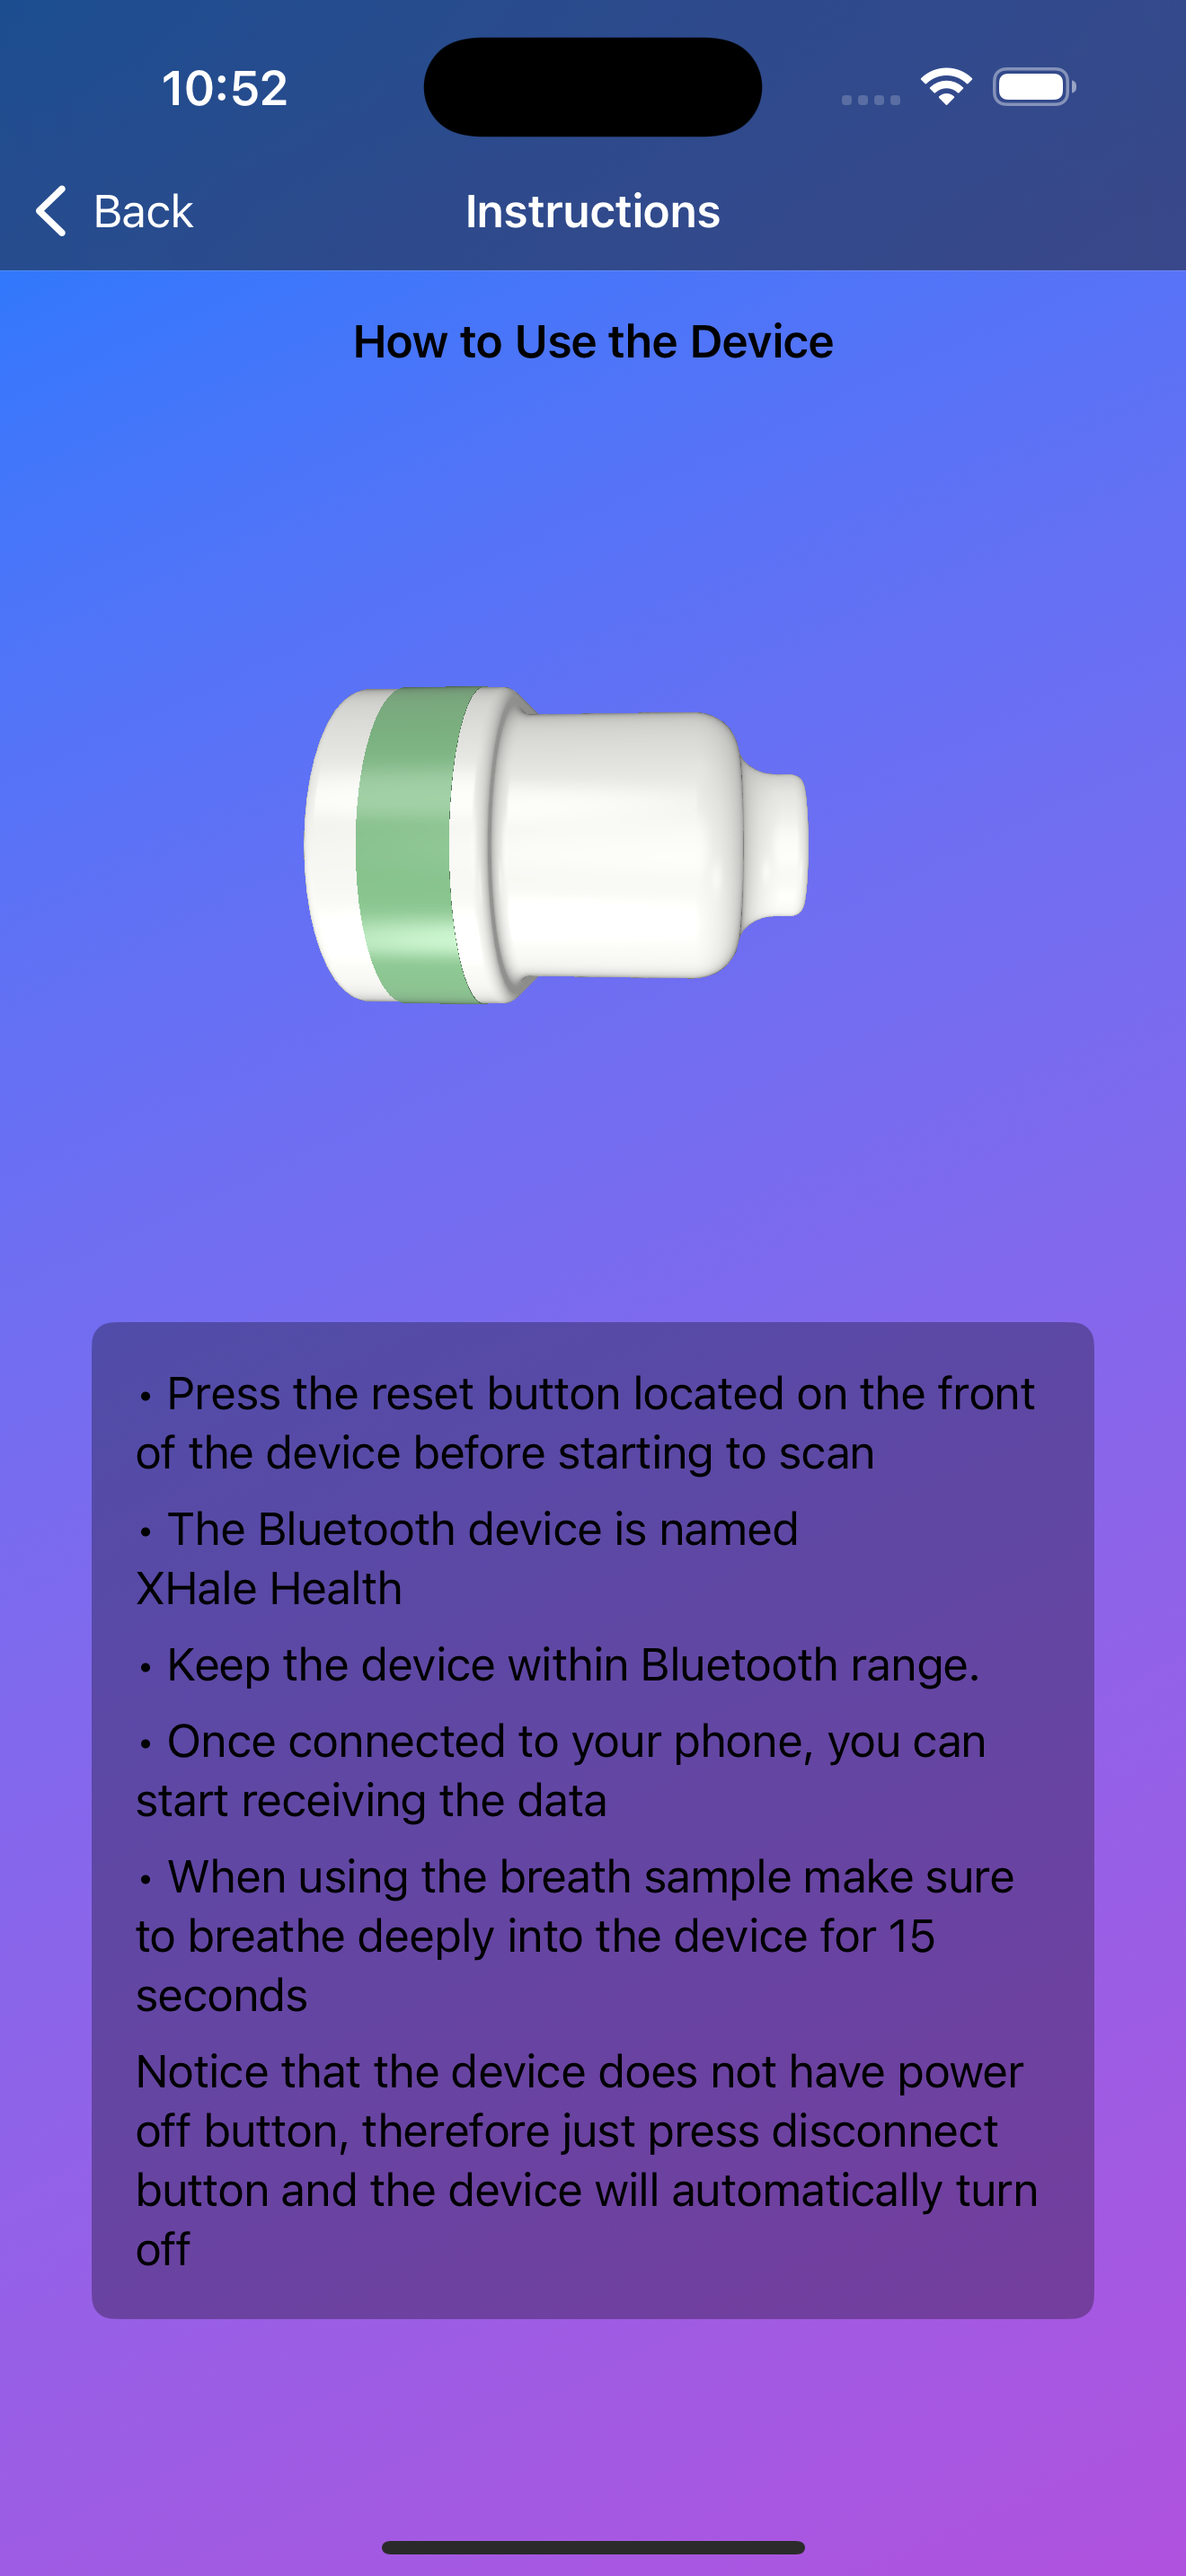 10:52
Back
Instructions
How to Use the Device
• Press the reset button located on the front
of the device before starting to scan
• The Bluetooth device is named
XHale Health
• Keep the device within Bluetooth range.
• Once connected to your phone, you can
start receiving the data
• When using the breath sample make sure
to breathe deeply into the device for 15
seconds
Notice that the device does not have power
off button, therefore just press disconnect
button and the device will automatically turn
off